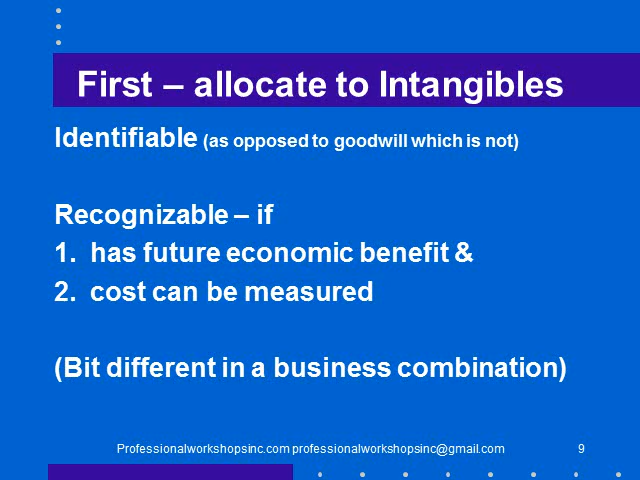 First – allocate to Intangibles
Identifiable (as opposed to goodwill which is not)
Recognizable – if
1. has future economic benefit &
2. cost can be measured
(Bit different in a business combination)
Professionalworkshopsinc.com professionalworkshopsinc@gmail.com 9